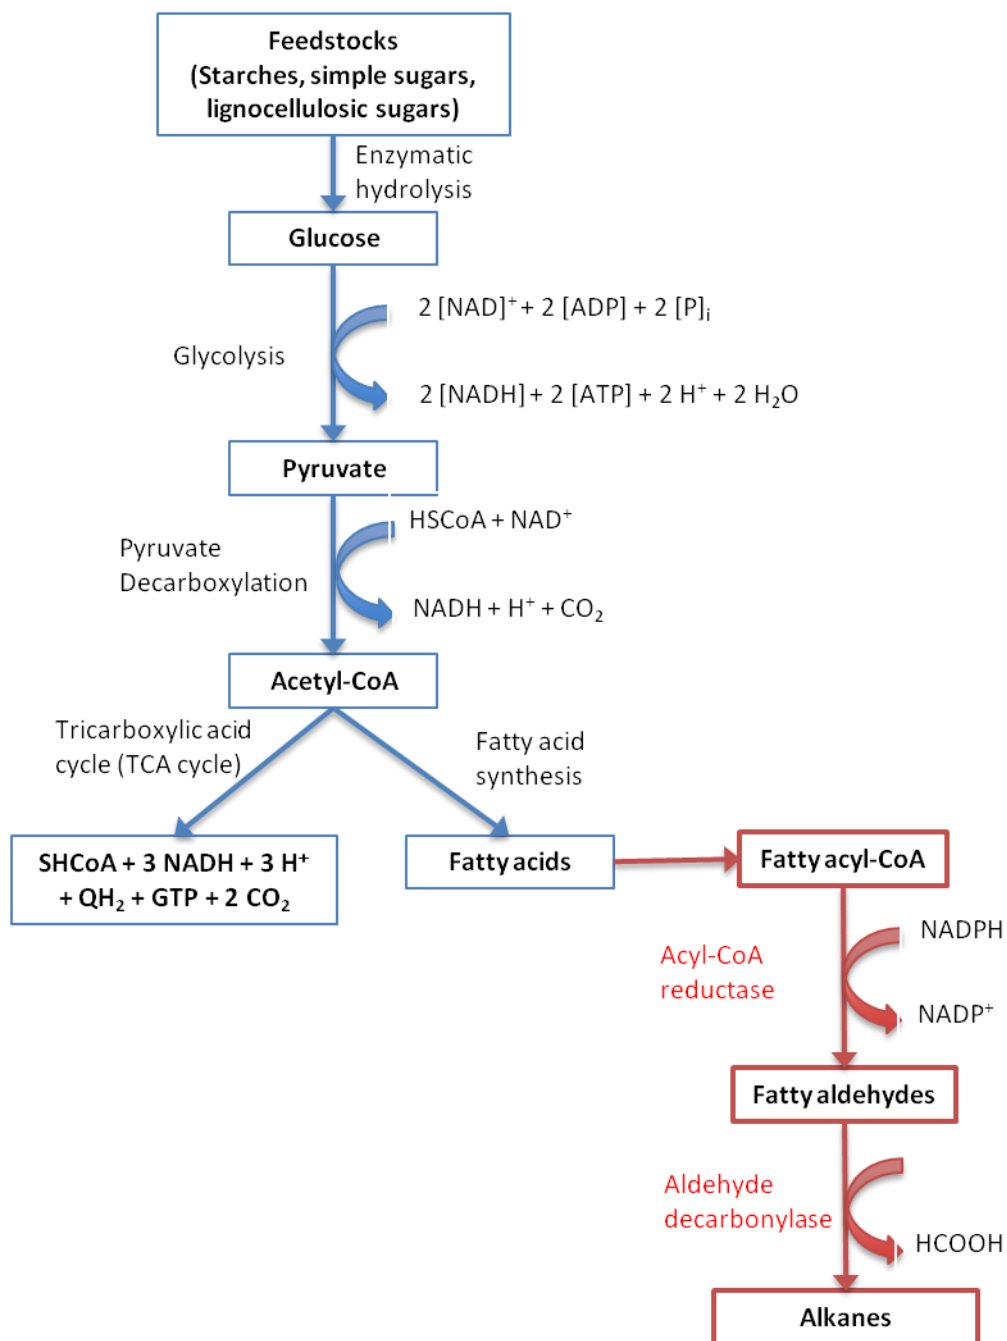 Feedstocks
(Starches, simple sugars,
lignocellulosic sugars)
Enzymatic
hydrolysis
Glucose
2 [NAD]⁺ + 2 [ADP] + 2 [P]ᵢ
Glycolysis
2 [NADH] + 2 [ATP] + 2 H⁺ + 2 H₂O
Pyruvate
HSCoA + NAD⁺
Pyruvate
Decarboxylation
NADH + H⁺ + CO₂
Acetyl-CoA
Tricarboxylic acid
cycle (TCA cycle)
Fatty acid
synthesis
SHCoA + 3 NADH + 3 H⁺
+ QH₂ + GTP + 2 CO₂
Fatty acids
Fatty acyl-CoA
NADPH
Acyl-CoA
reductase
NADP⁺
Fatty aldehydes
Aldehyde
decarbonylase
HCOOH
Alkanes